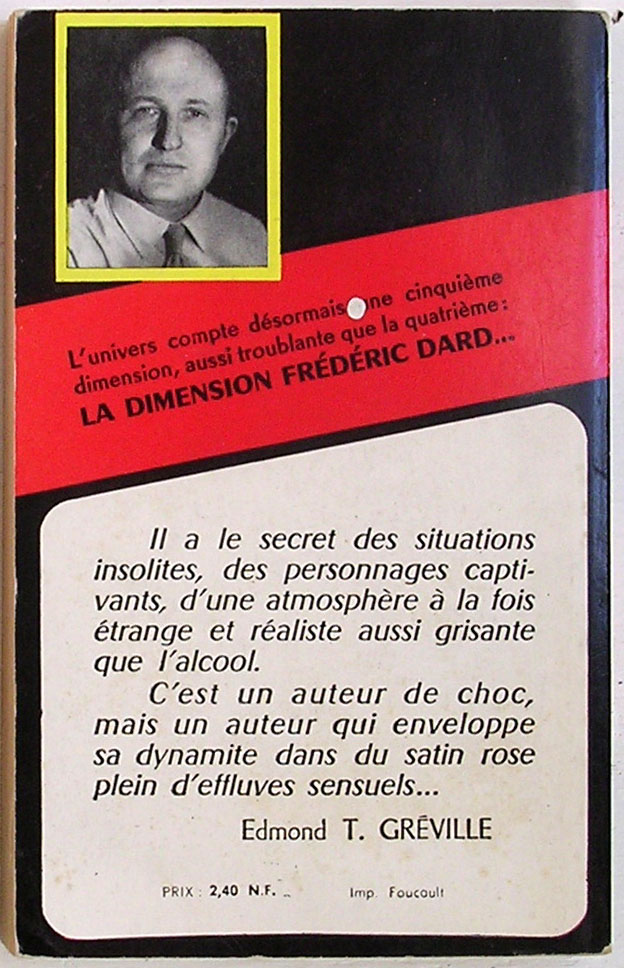 L'univers compte désormais ne cinquième
dimension, aussi troublante que la quatrième :
LA DIMENSION FRÉDÉRIC DARD...
Il a le secret des situations
insolites, des personnages capti-
vants, d'une atmosphère à la fois
étrange et réaliste aussi grisante
que l'alcool.
C'est un auteur de choc,
mais un auteur qui enveloppe
sa dynamite dans du satin rose
plein d'effluves sensuels...
Edmond T. GRÉVILLE
PRIX : 2,40 N.F. Imp. Foucault